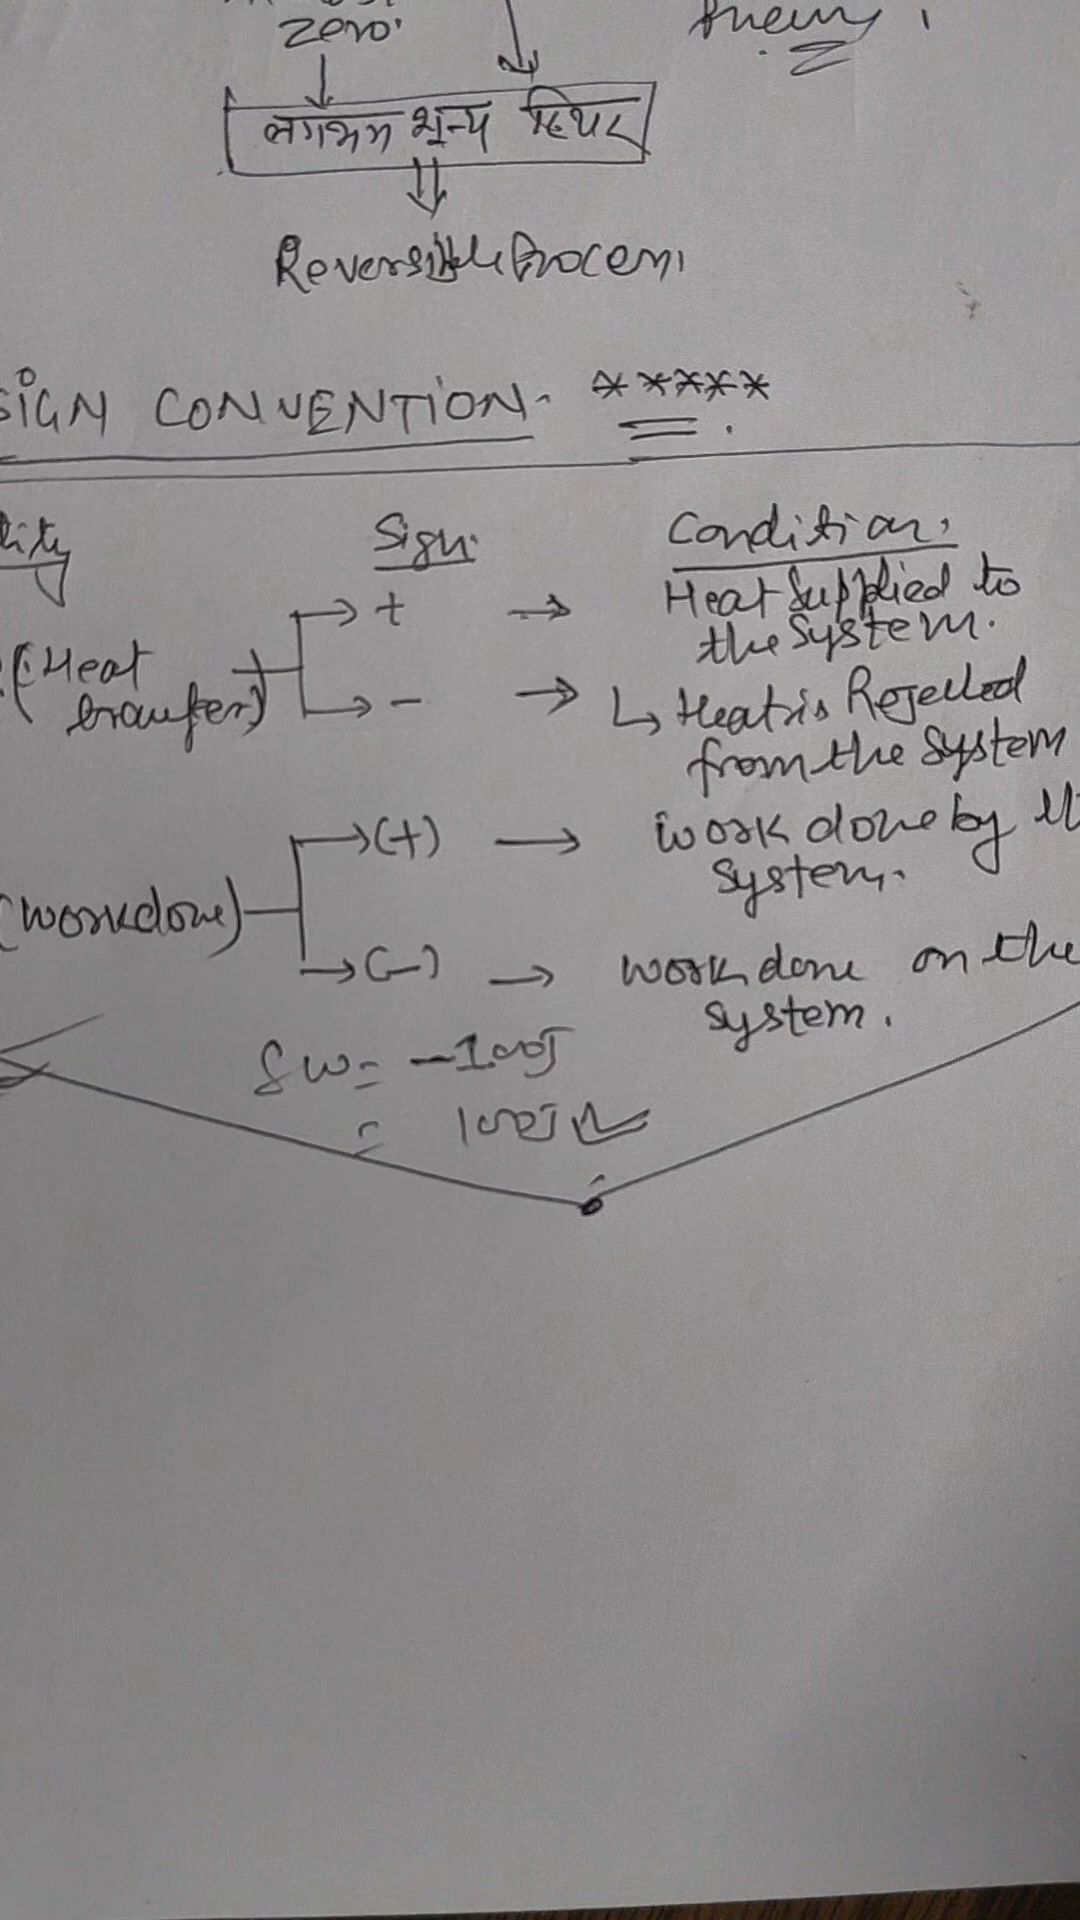 zero.
लगभग शून्य स्थिर
Reversible Process,
SIGN CONVENTION. *****
Sign. Condition.
+ → Heat Supplied to
the System.
(Heat
transfer)
- → Heat is Rejected
from the System
(+) → work done by
system.
(workdone)
(-) → work done on the
system.
δW = -100J
= 100J